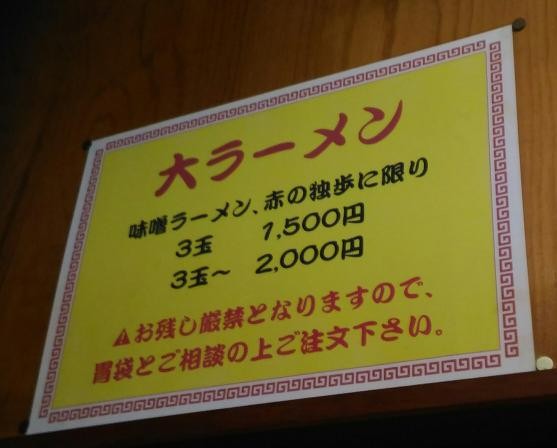 大ラーメン
味噌ラーメン、赤の独歩に限り
3玉 1,500円
3玉～ 2,000円
⚠お残し厳禁となりますので、
胃袋とご相談の上ご注文下さい。